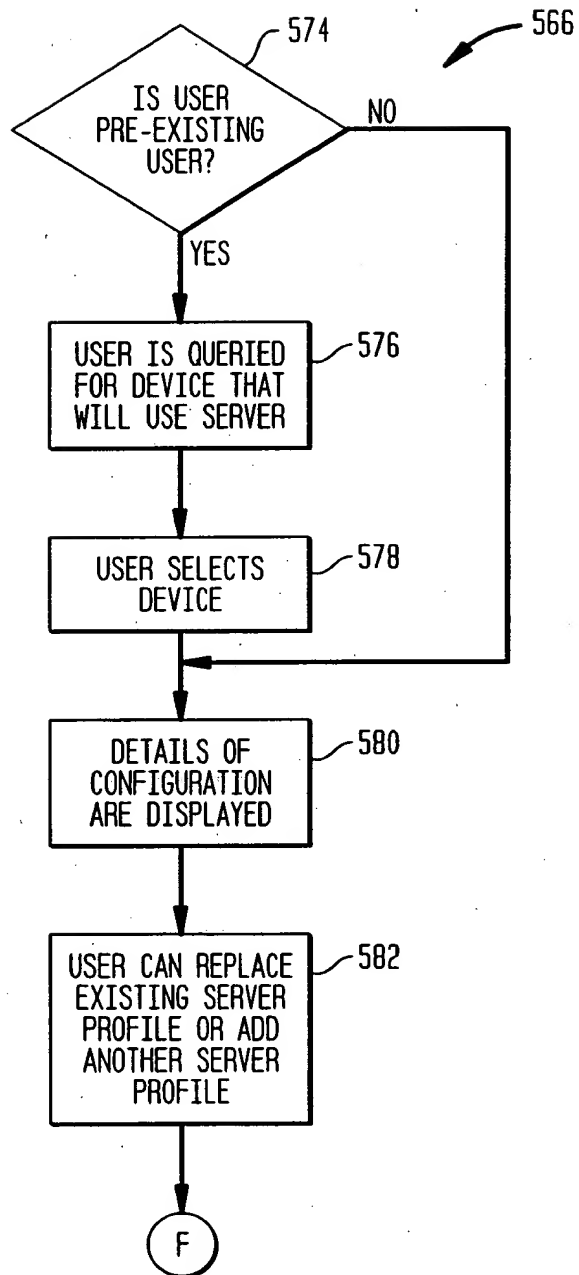 574
566
IS USER
PRE-EXISTING
USER?
NO
YES
USER IS QUERIED
FOR DEVICE THAT
WILL USE SERVER
576
USER SELECTS
DEVICE
578
DETAILS OF
CONFIGURATION
ARE DISPLAYED
580
USER CAN REPLACE
EXISTING SERVER
PROFILE OR ADD
ANOTHER SERVER
PROFILE
582
F